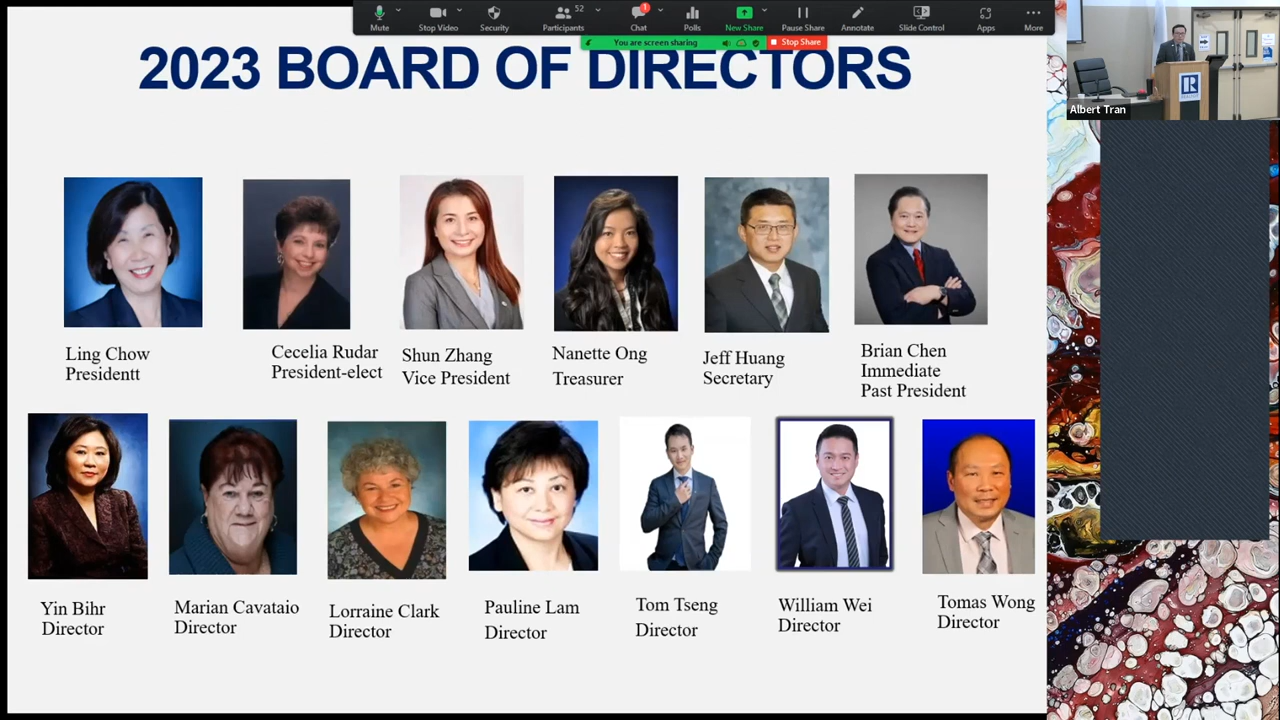 52
1
Mute
Stop Video
Security
Participants
Chat
Polls
New Share
Pause Share
Annotate
Slide Control
Apps
More
You are screen sharing
Stop Share
2023 BOARD OF DIRECTORS
R
Albert Tran
Ling Chow
Presidentt
Cecelia Rudar
President-elect
Shun Zhang
Vice President
Nanette Ong
Treasurer
Jeff Huang
Secretary
Brian Chen
Immediate
Past President
Yin Bihr
Director
Marian Cavataio
Director
Lorraine Clark
Director
Pauline Lam
Director
Tom Tseng
Director
William Wei
Director
Tomas Wong
Director